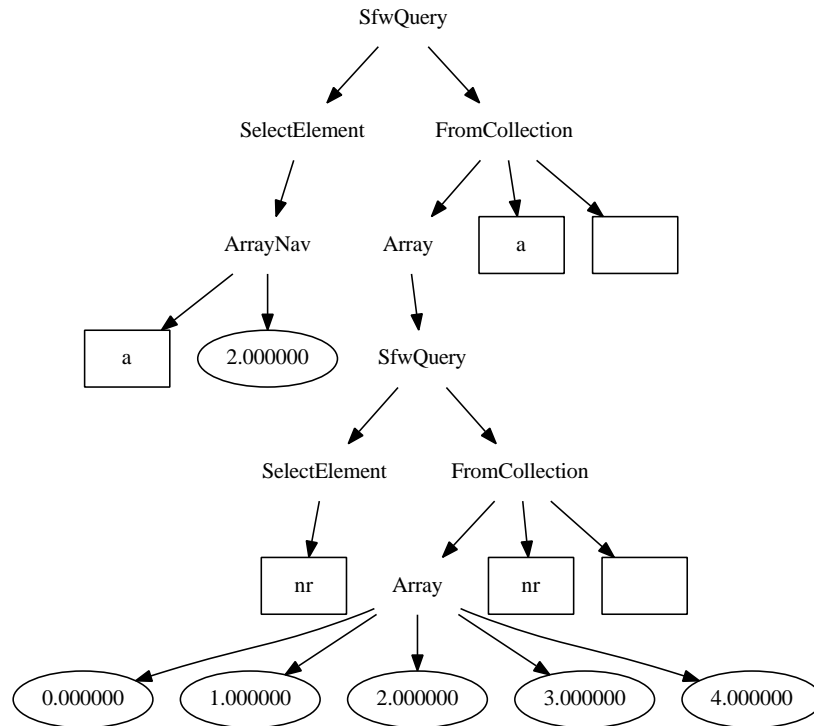 SfwQuery
SelectElement FromCollection
ArrayNav Array a
a 2.000000 SfwQuery
SelectElement FromCollection
nr Array nr
0.000000 1.000000 2.000000 3.000000 4.000000